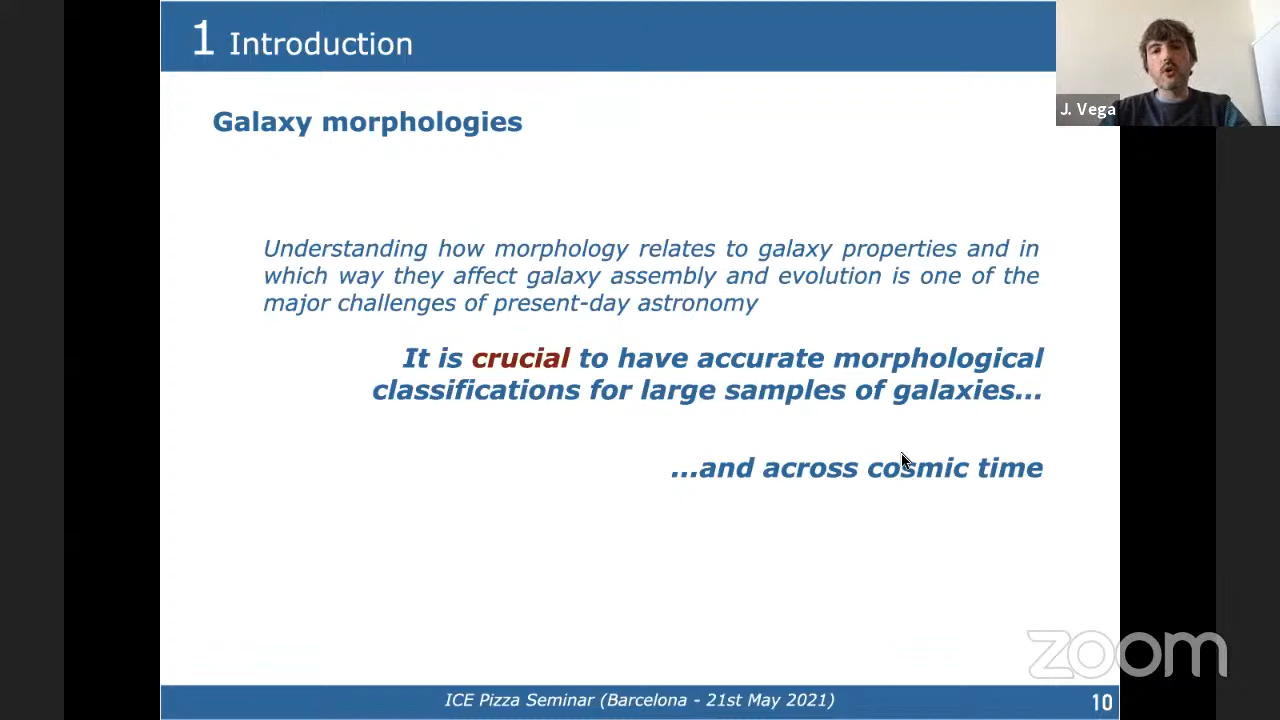 1 Introduction
J. Vega
Galaxy morphologies
Understanding how morphology relates to galaxy properties and in
which way they affect galaxy assembly and evolution is one of the
major challenges of present-day astronomy
It is crucial to have accurate morphological
classifications for large samples of galaxies...
...and across cosmic time
zoom
ICE Pizza Seminar (Barcelona - 21st May 2021)
10